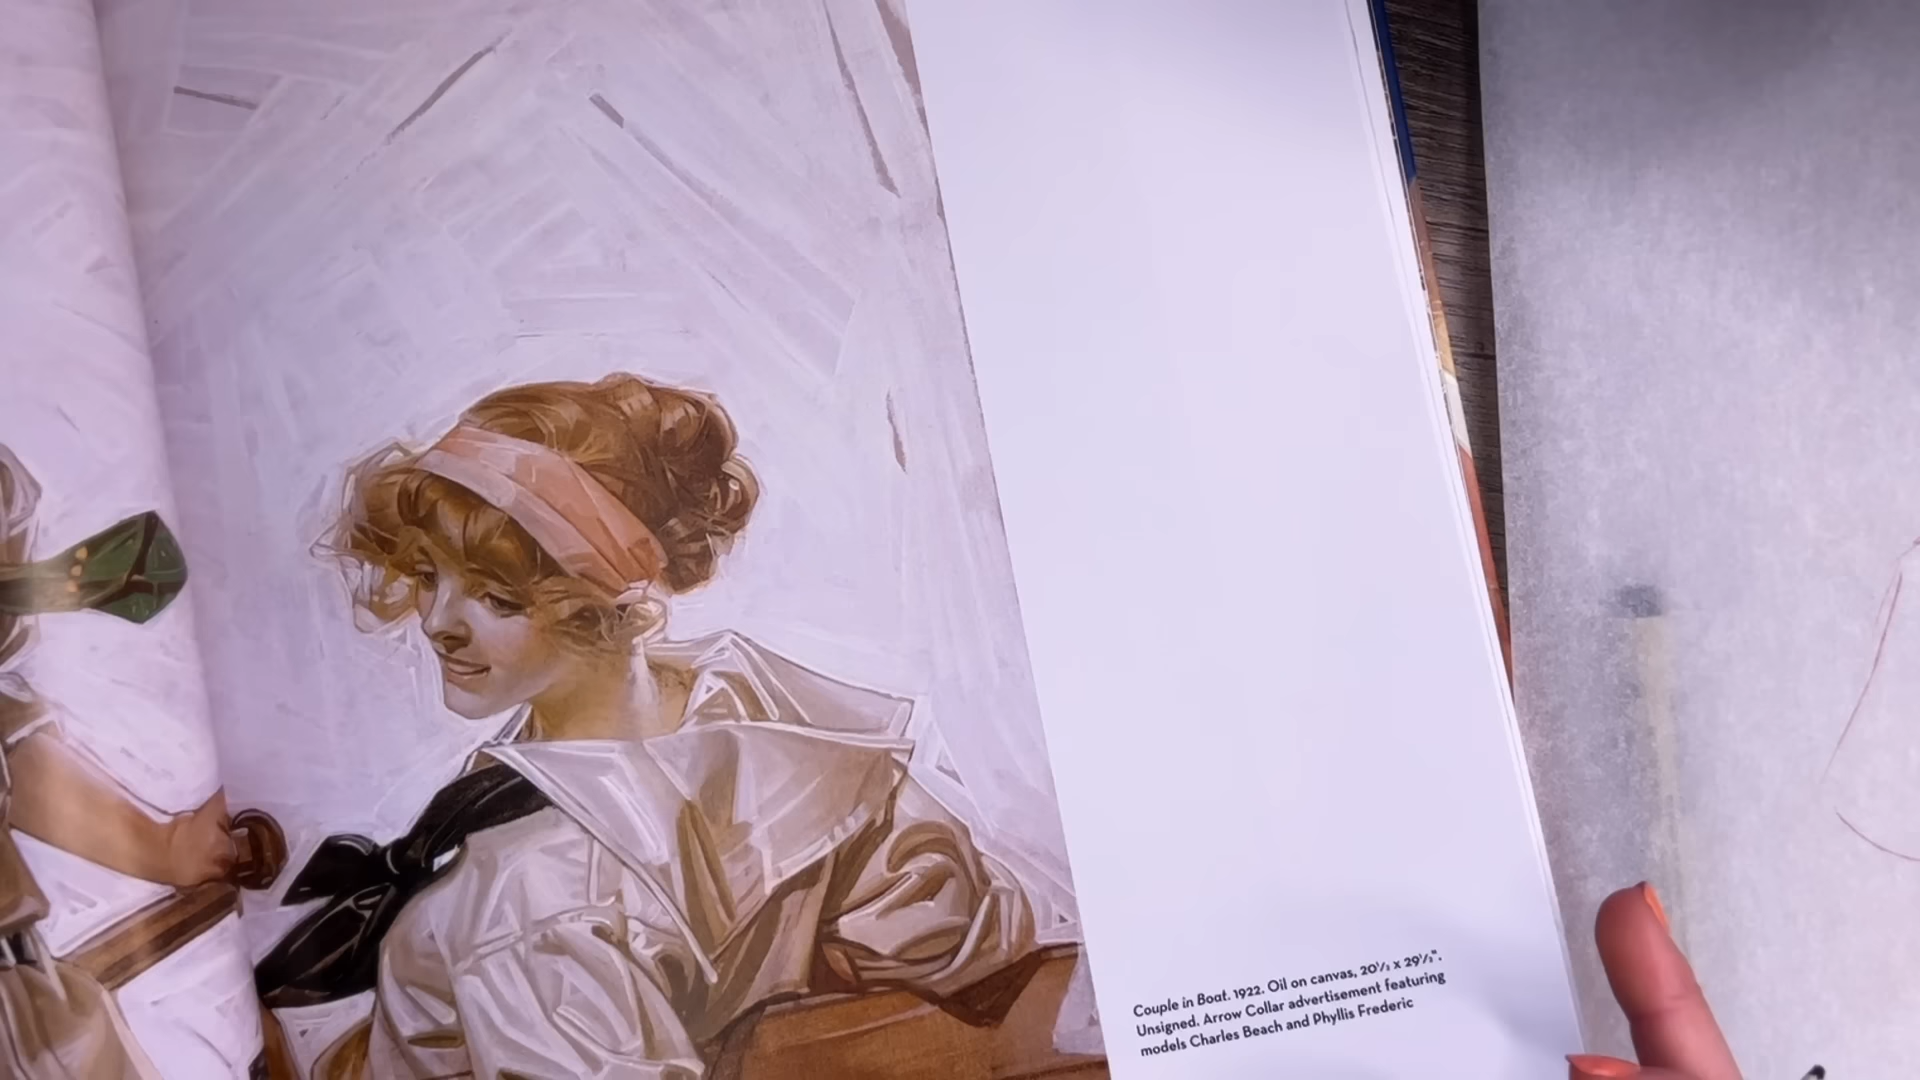 Couple in Boat. 1922. Oil on canvas, 20½ x 29½".
Unsigned. Arrow Collar advertisement featuring
models Charles Beach and Phyllis Frederic